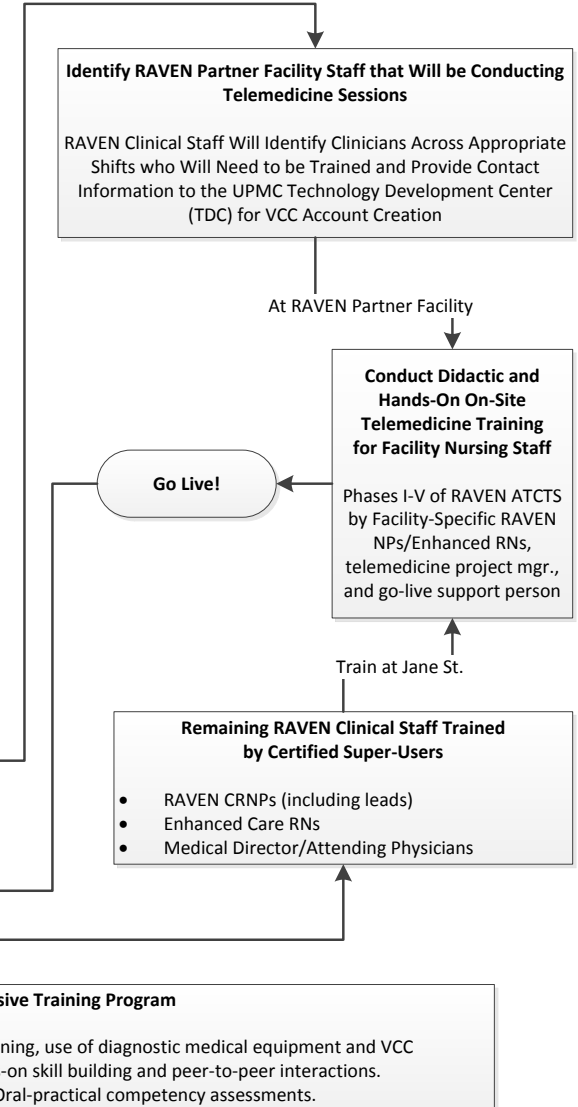 Identify RAVEN Partner Facility Staff that Will be Conducting
Telemedicine Sessions
RAVEN Clinical Staff Will Identify Clinicians Across Appropriate
Shifts who Will Need to be Trained and Provide Contact
Information to the UPMC Technology Development Center
(TDC) for VCC Account Creation
At RAVEN Partner Facility
Conduct Didactic and
Hands-On On-Site
Telemedicine Training
for Facility Nursing Staff
Phases I-V of RAVEN ATCTS
by Facility-Specific RAVEN
NPs/Enhanced RNs,
telemedicine project mgr.,
and go-live support person
Go Live!
Train at Jane St.
Remaining RAVEN Clinical Staff Trained
by Certified Super-Users
• RAVEN CRNPs (including leads)
• Enhanced Care RNs
• Medical Director/Attending Physicians
Training Program
use of diagnostic medical equipment and VCC
skill building and peer-to-peer interactions.
Oral-practical competency assessments.